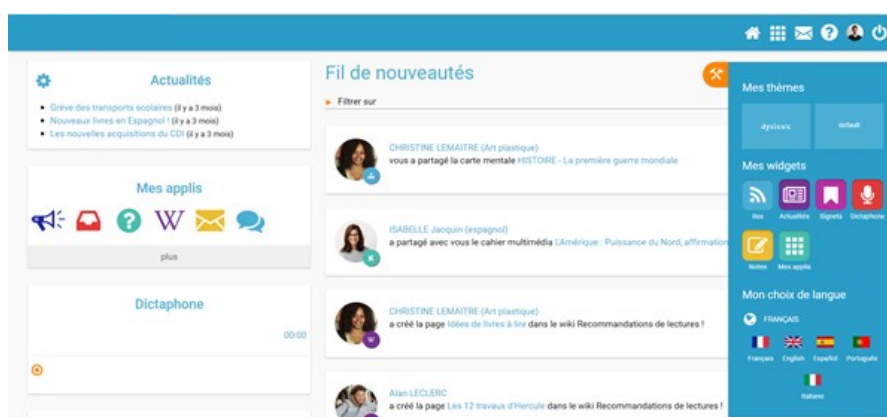 Actualités
Grève des transports scolaires (il y a 3 mois)
Nouveaux livres en Espagnol ! (il y a 3 mois)
Les nouvelles acquisitions du CDI (il y a 3 mois)
Mes applis
W
plus
Dictaphone
00:00
Fil de nouveautés
Filtrer sur
CHRISTINE LEMAITRE (Art plastique)
vous a partagé la carte mentale HISTOIRE - La première guerre mondiale
ISABELLE Jacquin (espagnol)
a partagé avec vous le cahier multimédia L'Amérique : Puissance du Nord, affirmation
CHRISTINE LEMAITRE (Art plastique)
a créé la page Idées de livres à lire dans le wiki Recommandations de lectures !
W
Alan LECLERC
a créé la page Les 12 travaux d'Hercule dans le wiki Recommandations de lectures !
Mes thèmes
dyslexic default
Mes widgets
Rss Actualités Signets Dictaphone
Notes Mes applis
Mon choix de langue
FRANÇAIS
Français English Español Português
Italiano